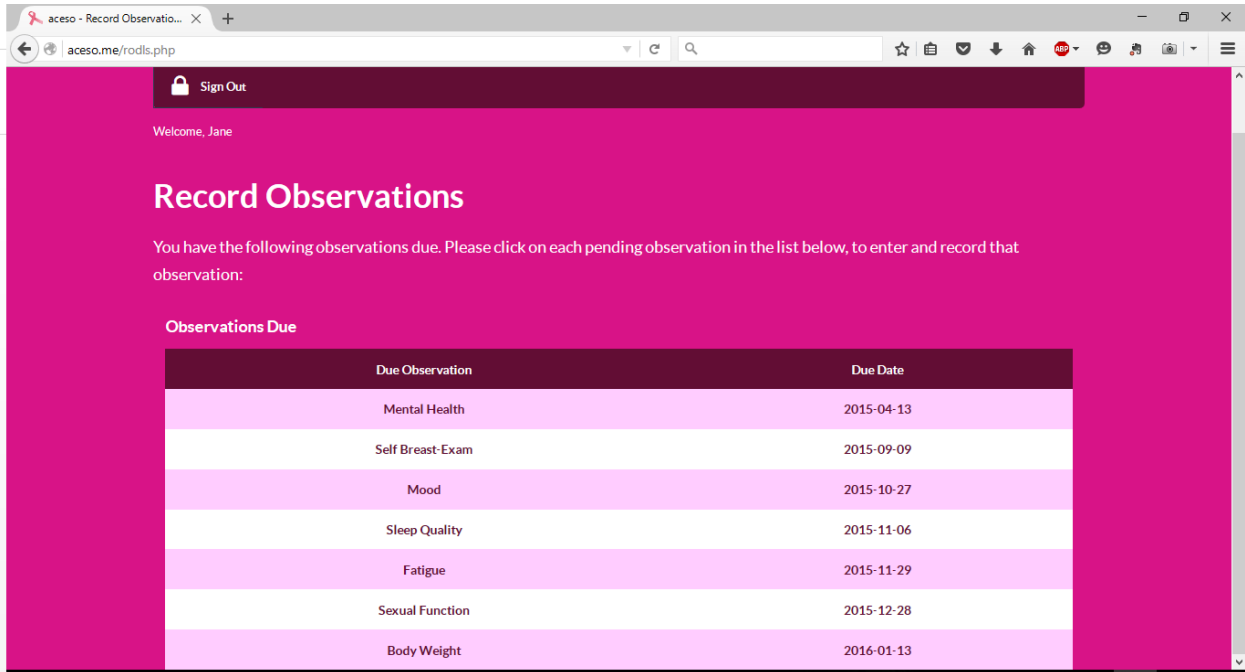 aceso - Record Observatio...
aceso.me/rodls.php
ABP
Sign Out
Welcome, Jane
Record Observations
You have the following observations due. Please click on each pending observation in the list below, to enter and record that
observation:
Observations Due
Due Observation Due Date
Mental Health 2015-04-13
Self Breast-Exam 2015-09-09
Mood 2015-10-27
Sleep Quality 2015-11-06
Fatigue 2015-11-29
Sexual Function 2015-12-28
Body Weight 2016-01-13